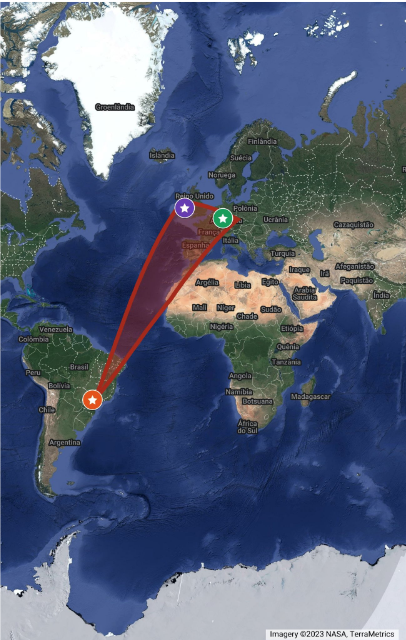 Groenlândia
Islândia
Finlândia
Suécia
Noruega
Reino Unido
Polônia
Ucrânia
França
Cazaquistão
Itália
Espanha
Turquia
Afeganistão
Iraque
Irã
Paquistão
Argélia
Líbia
Egito
Arábia
Saudita
Índia
Mali
Níger
Sudão
Chade
Nigéria
Etiópia
Venezuela
Colômbia
Quênia
Tanzânia
Peru
Brasil
Bolívia
Angola
Namíbia
Botsuana
Madagascar
Chile
África
do Sul
Argentina
Imagery ©2023 NASA, TerraMetrics